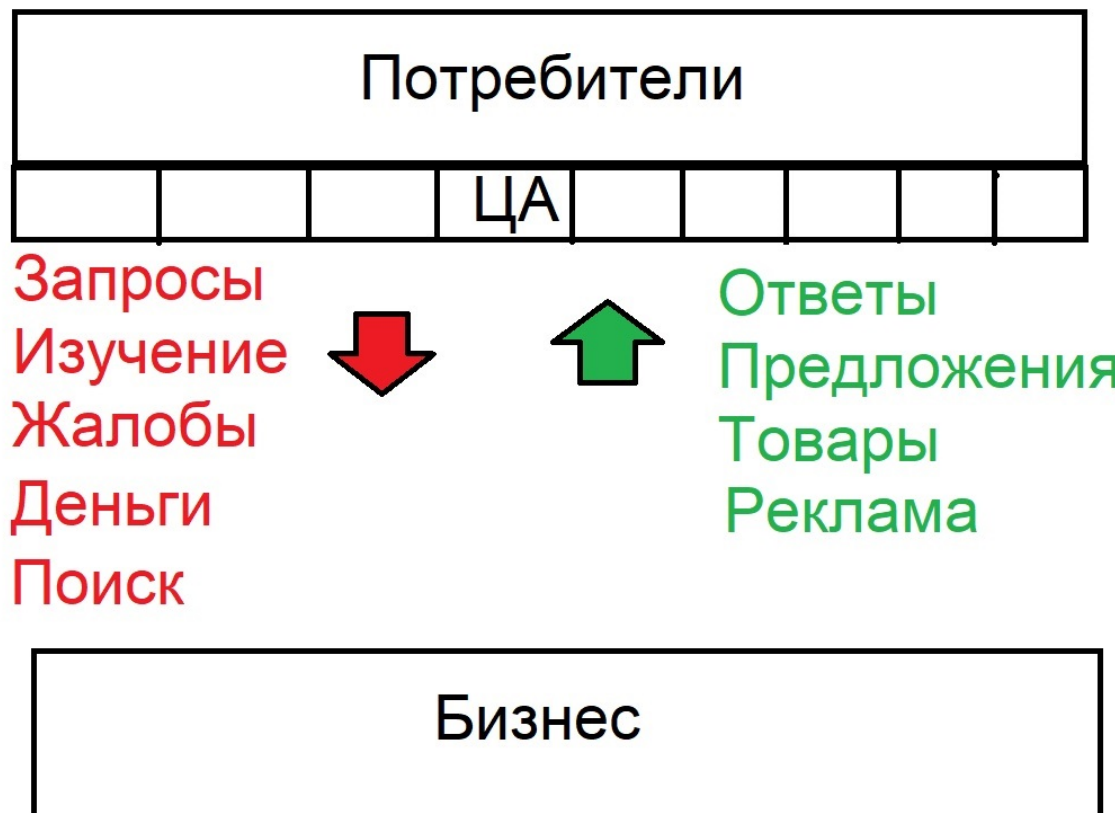 Потребители
ЦА
Запросы
Изучение
Жалобы
Деньги
Поиск
Ответы
Предложения
Товары
Реклама
Бизнес